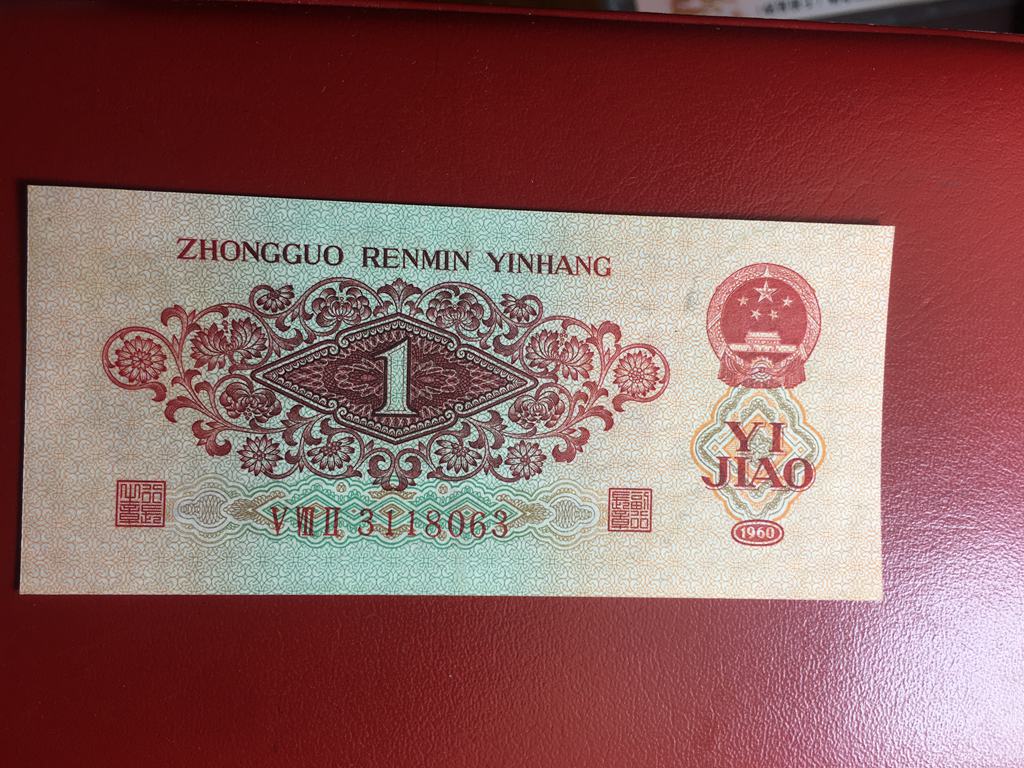 ZHONGGUO RENMIN YINHANG
1
YI
JIAO
V VIII II 3118063
1960